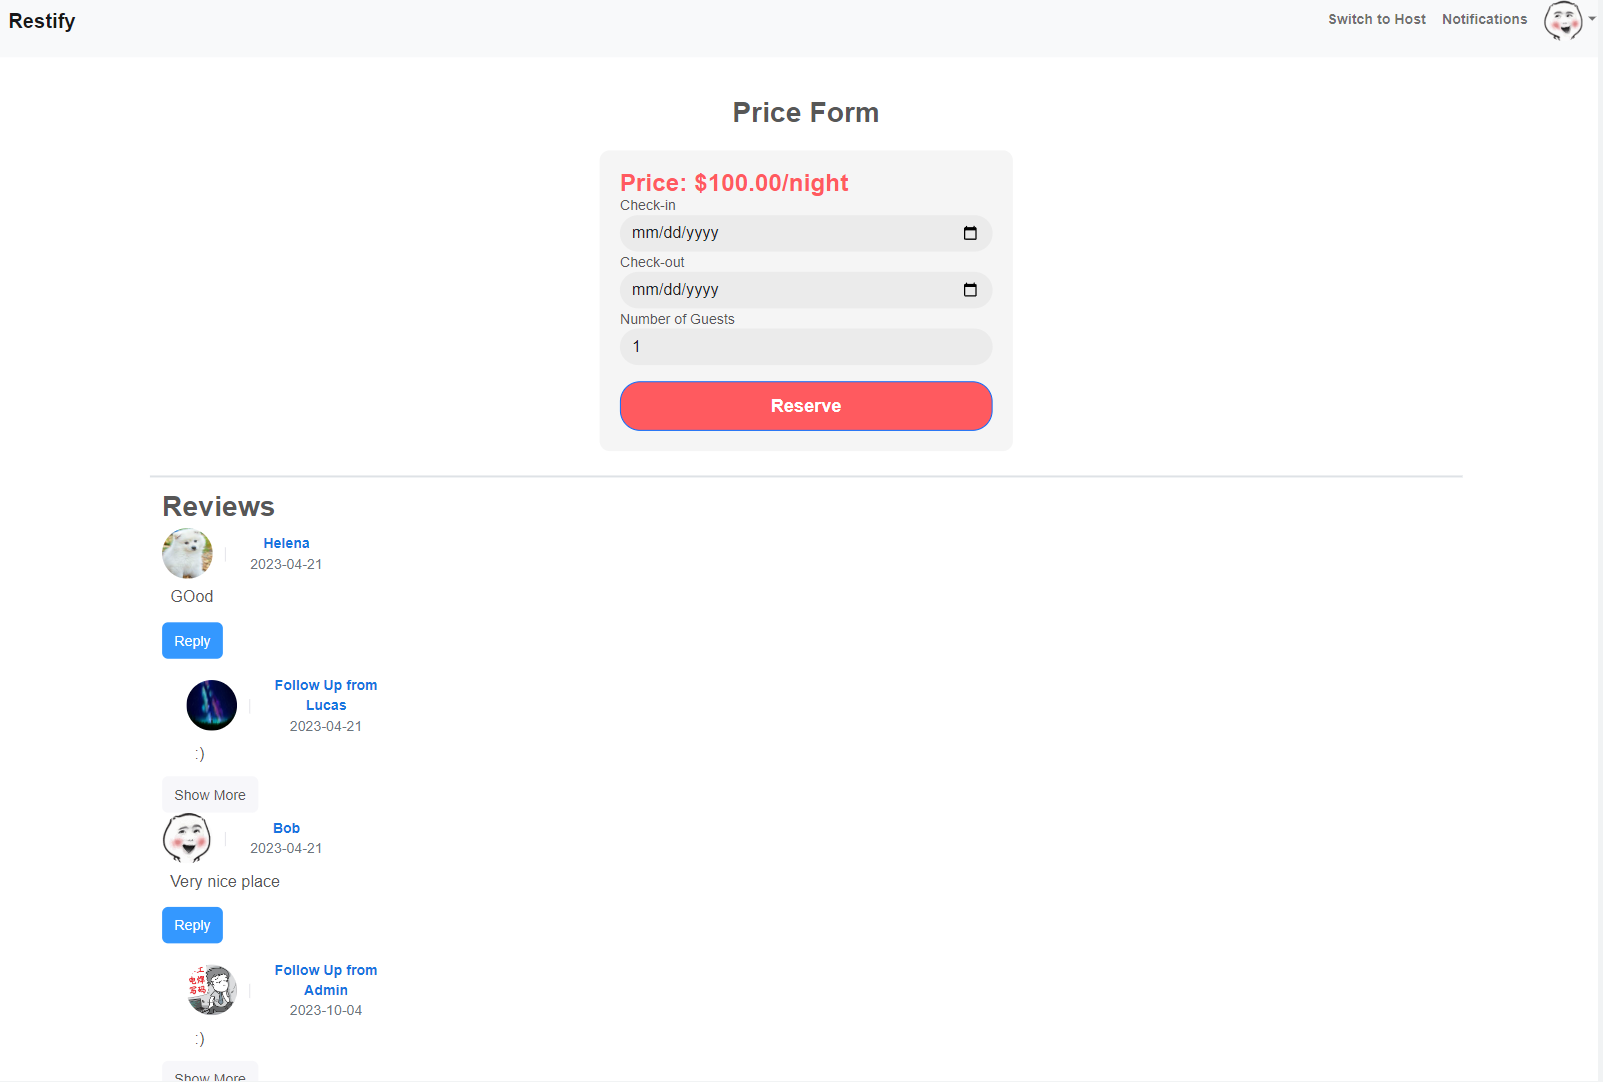 Restify
Switch to Host
Notifications
Price Form
Price: $100.00/night
Check-in
mm/dd/yyyy
Check-out
mm/dd/yyyy
Number of Guests
1
Reserve
Reviews
Helena
2023-04-21
GOod
Reply
Follow Up from
Lucas
2023-04-21
:)
Show More
Bob
2023-04-21
Very nice place
Reply
Follow Up from
Admin
2023-10-04
:)
Show More